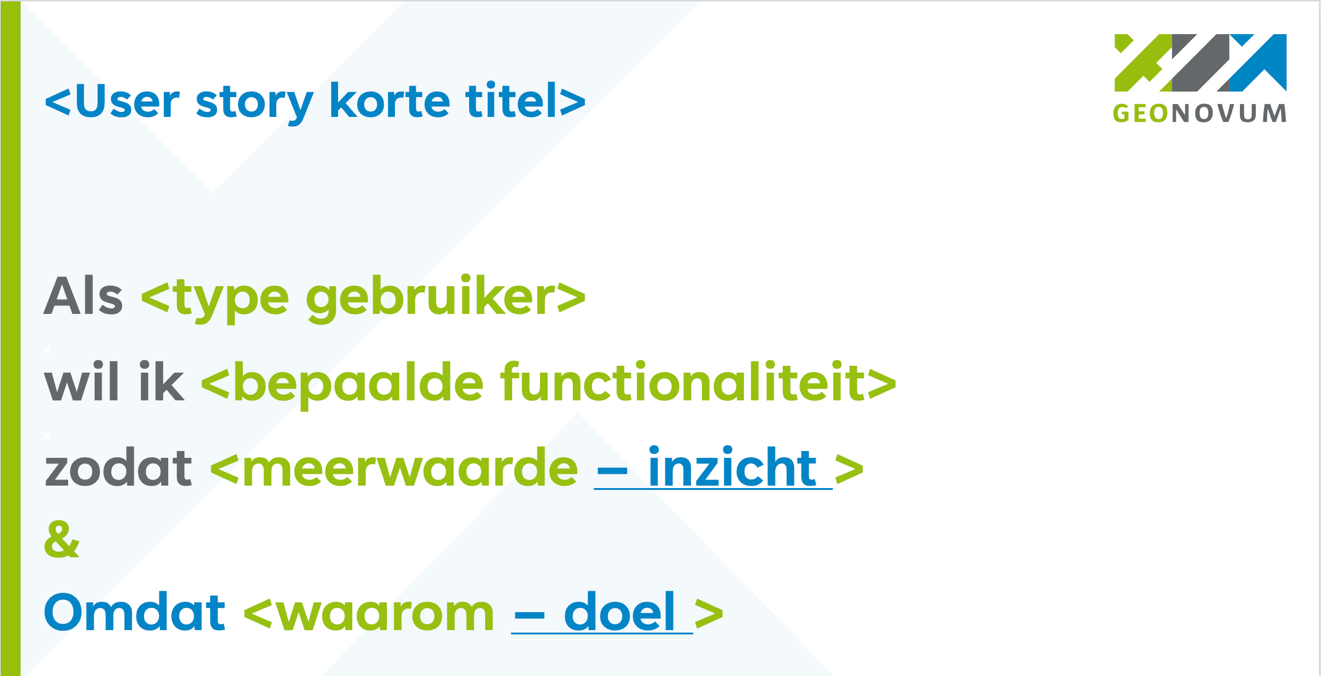 <User story korte titel>
GEONOVUM
Als <type gebruiker>
wil ik <bepaalde functionaliteit>
zodat <meerwaarde – inzicht >
&
Omdat <waarom – doel >